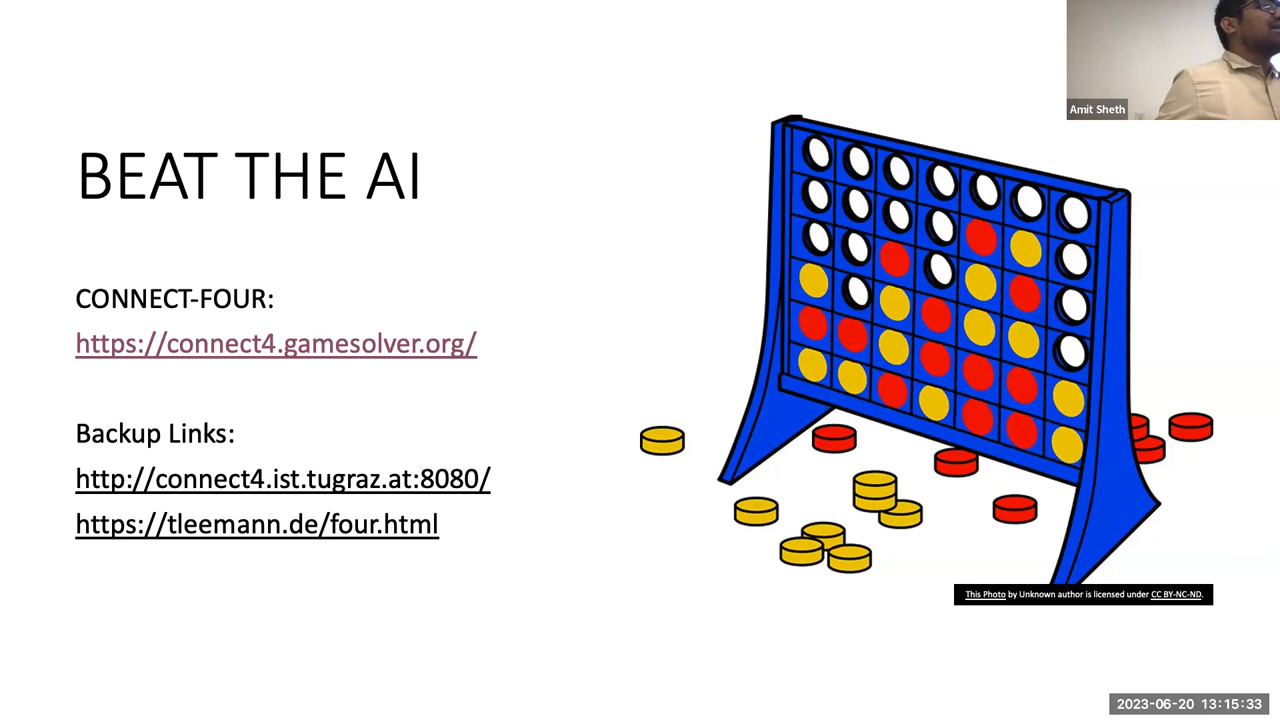 Amit Sheth
BEAT THE AI
CONNECT-FOUR:
https://connect4.gamesolver.org/
Backup Links:
http://connect4.ist.tugraz.at:8080/
https://tleemann.de/four.html
This Photo by Unknown author is licensed under CC BY-NC-ND.
2023-06-20 13:15:33